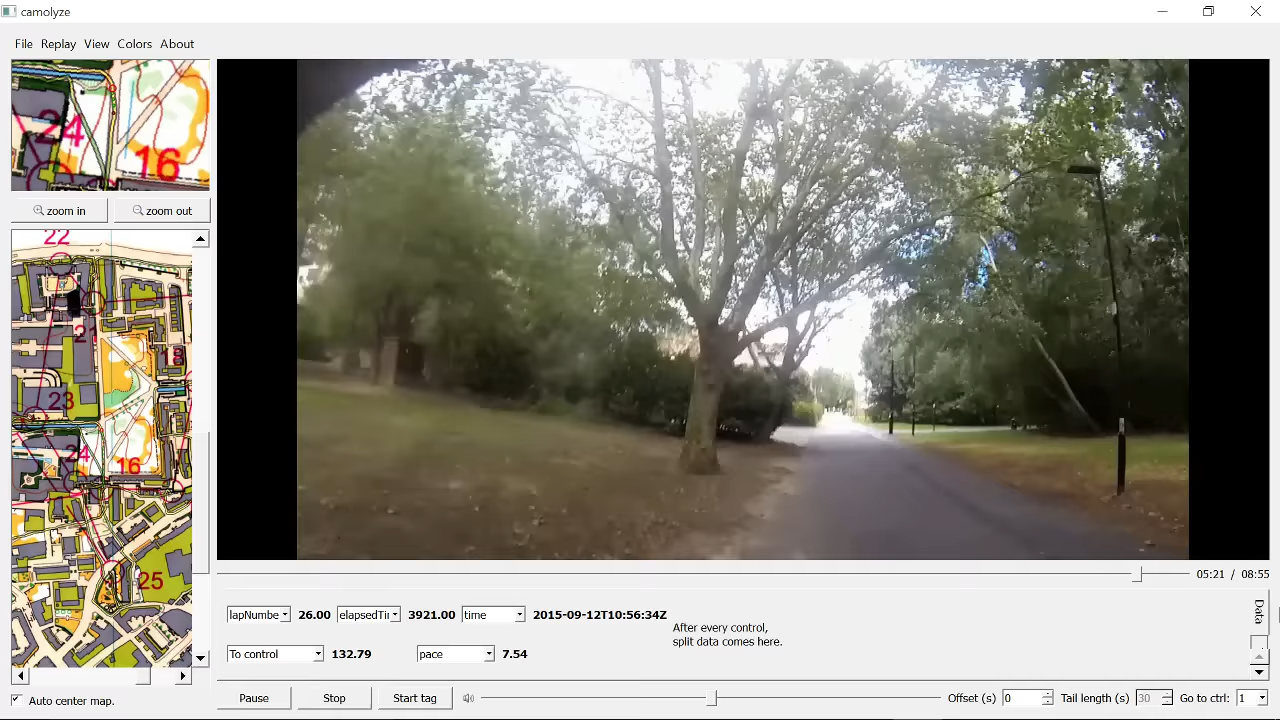 camolyze
File Replay View Colors About
24
16
zoom in zoom out
22
2
18
23
24
16
25
05:21 / 08:55
lapNumbe 26.00 elapsedTi 3921.00 time 2015-09-12T10:56:34Z
After every control,
split data comes here.
To control 132.79 pace 7.54
Data
Auto center map.
Pause Stop Start tag Offset (s) 0 Tail length (s) 30 Go to ctrl: 1